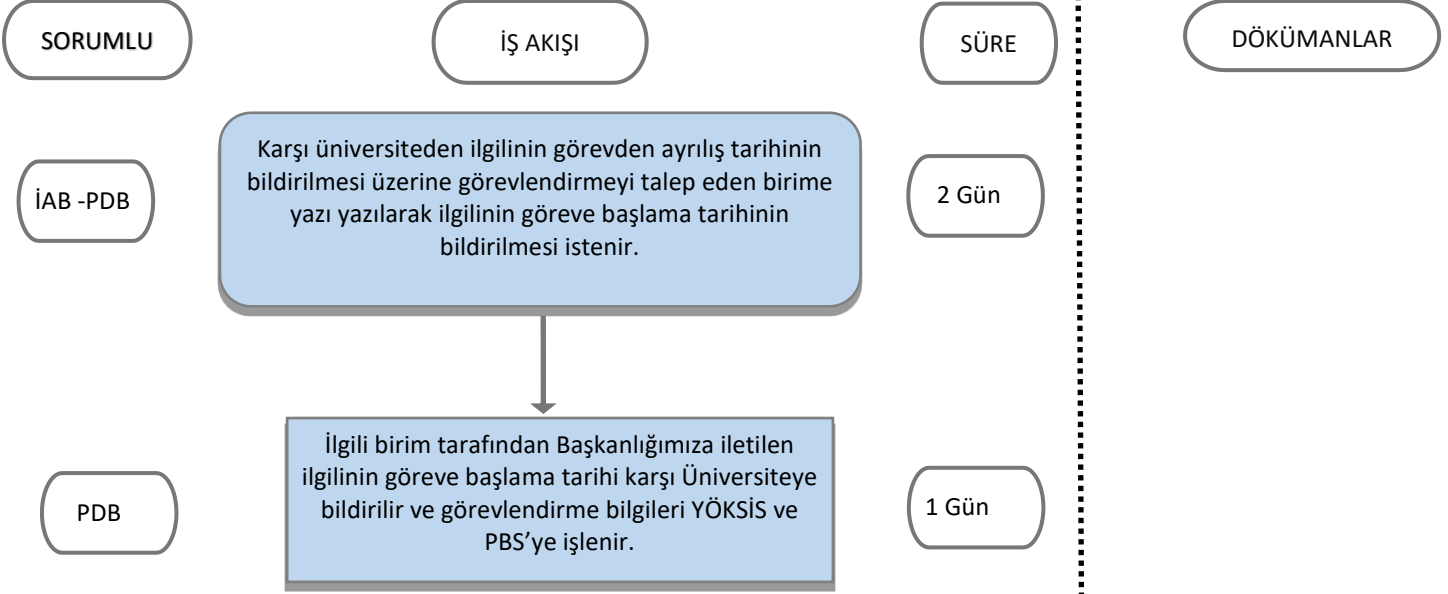 SORUMLU
İŞ AKIŞI
SÜRE
DÖKÜMANLAR
İAB -PDB
Karşı üniversiteden ilgilinin görevden ayrılış tarihinin
bildirilmesi üzerine görevlendirmeyi talep eden birime
yazı yazılarak ilgilinin göreve başlama tarihinin
bildirilmesi istenir.
2 Gün
PDB
İlgili birim tarafından Başkanlığımıza iletilen
ilgilinin göreve başlama tarihi karşı Üniversiteye
bildirilir ve görevlendirme bilgileri YÖKSİS ve
PBS’ye işlenir.
1 Gün